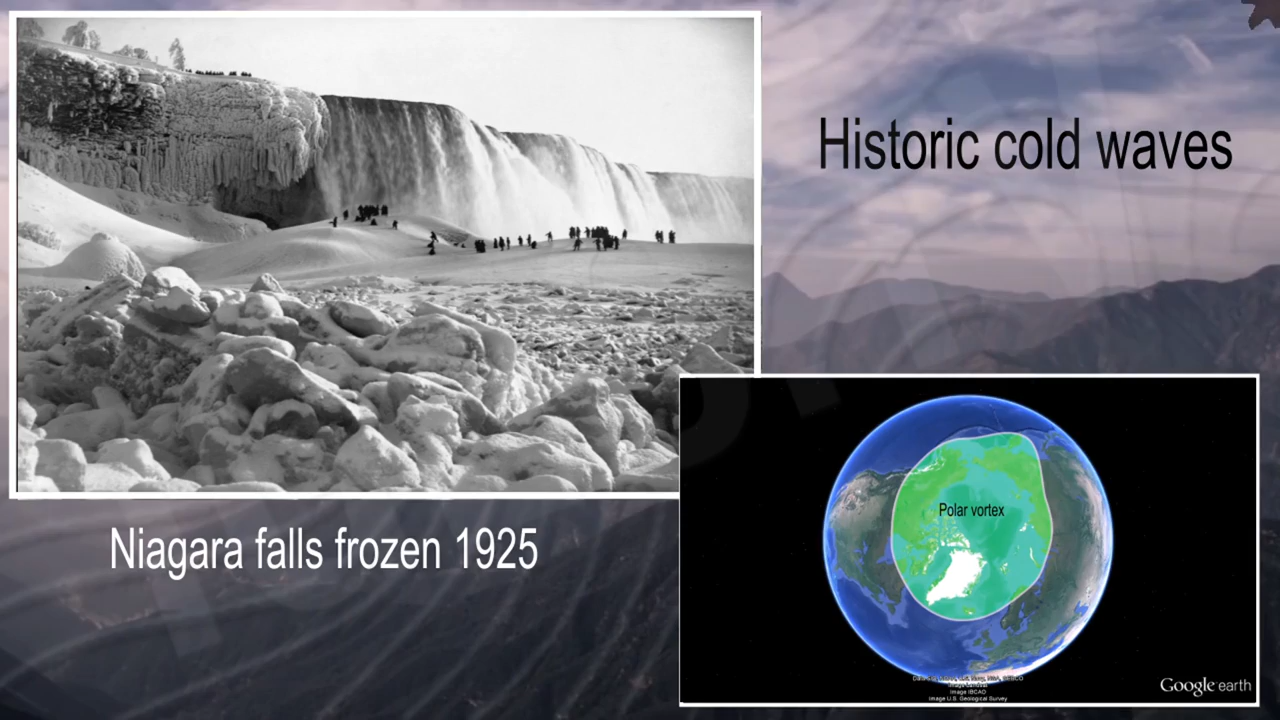 Historic cold waves
Niagara falls frozen 1925
Polar vortex
Image IBCAO
Image U.S. Geological Survey
Google earth